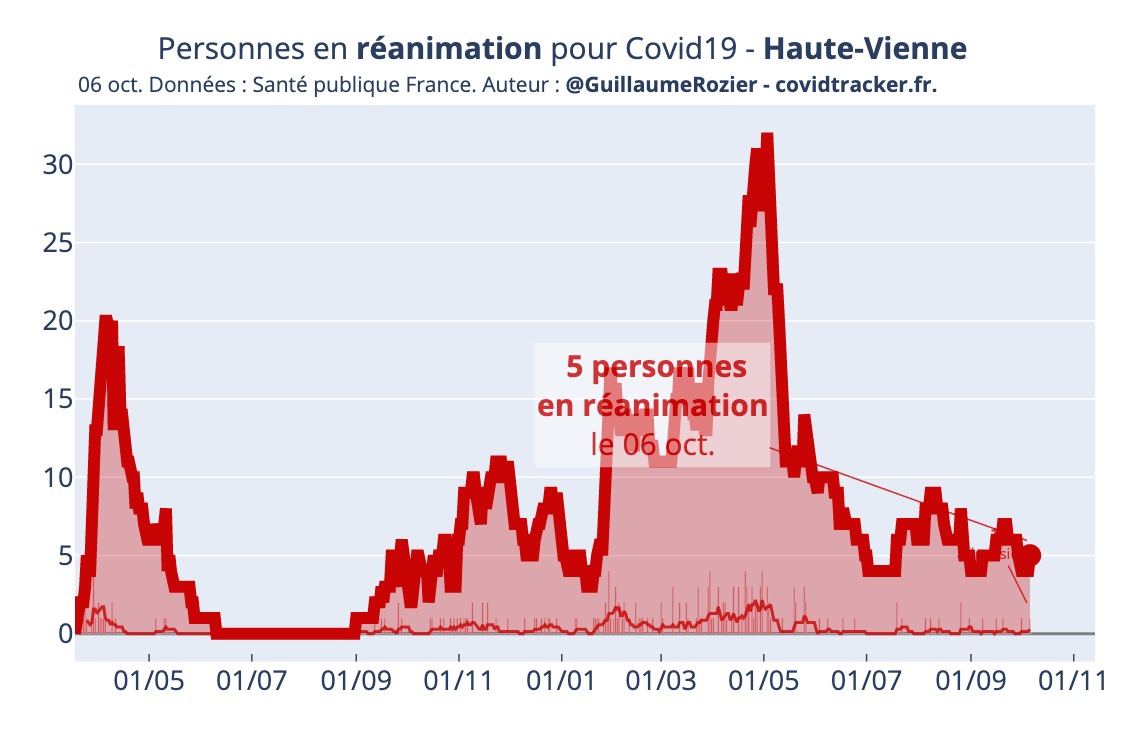 Personnes en réanimation pour Covid19 - Haute-Vienne
06 oct. Données : Santé publique France. Auteur : @GuillaumeRozier - covidtracker.fr.
30
25
20
15
10
5
0
5 personnes
en réanimation
le 06 oct.
01/05 01/07 01/09 01/11 01/01 01/03 01/05 01/07 01/09 01/11